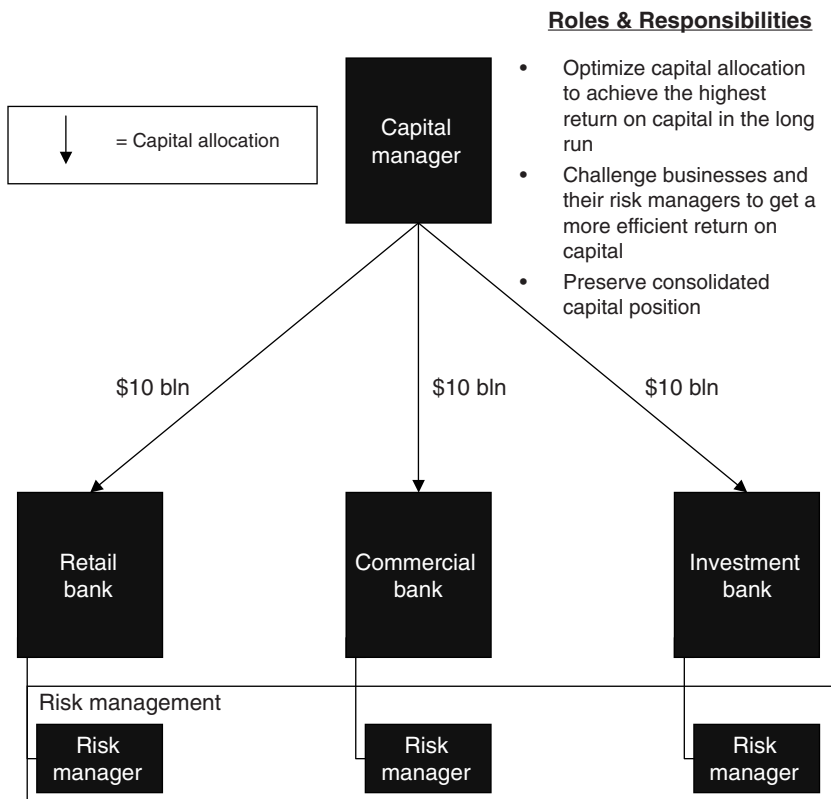 Roles & Responsibilities
• Optimize capital allocation
to achieve the highest
return on capital in the long
run
• Challenge businesses and
their risk managers to get a
more efficient return on
capital
• Preserve consolidated
capital position
Capital
manager
= Capital allocation
$10 bln
$10 bln
$10 bln
Retail
bank
Commercial
bank
Investment
bank
Risk management
Risk
manager
Risk
manager
Risk
manager